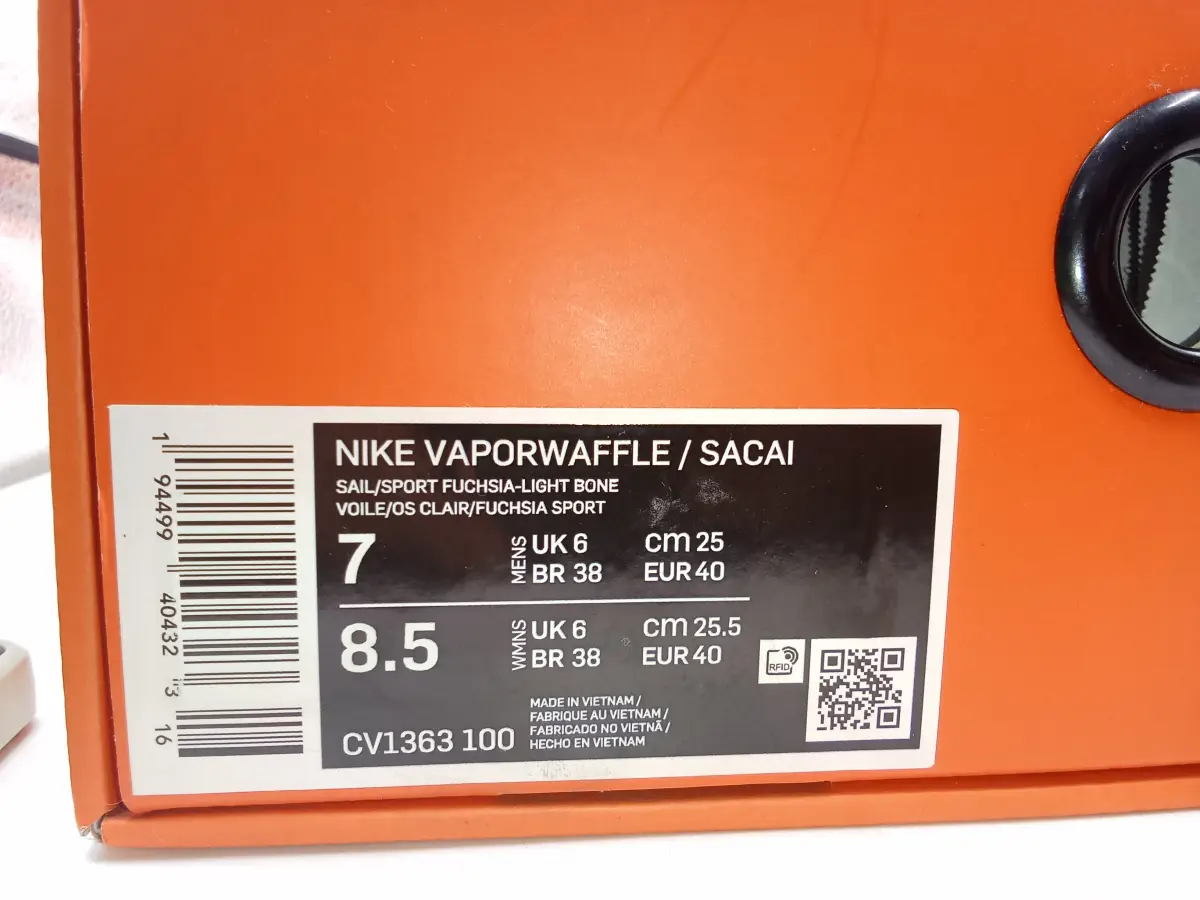 NIKE VAPORWAFFLE / SACAI
SAIL/SPORT FUCHSIA-LIGHT BONE
VOILE/OS CLAIR/FUCHSIA SPORT
7 MENS UK 6 cm 25
BR 38 EUR 40
8.5 WMNS UK 6 cm 25.5
BR 38 EUR 40
RFID
MADE IN VIETNAM /
FABRIQUE AU VIETNAM /
FABRICADO NO VIETNÃ /
HECHO EN VIETNAM
CV1363 100
1 94499 40432 3 16